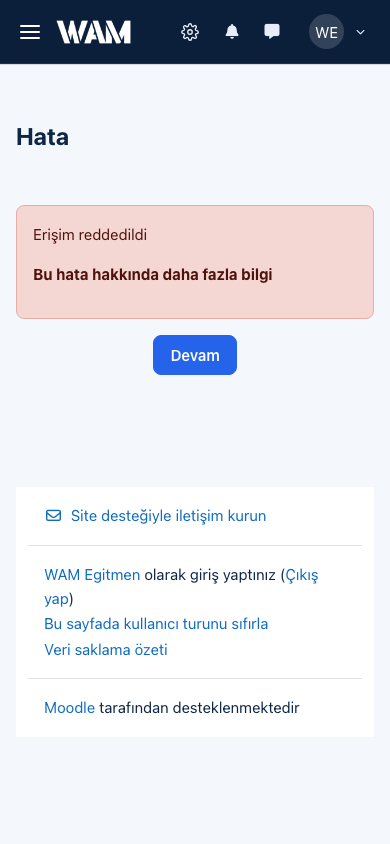 WAM
WE
Hata
Erişim reddedildi
Bu hata hakkında daha fazla bilgi
Devam
Site desteğiyle iletişim kurun
WAM Egitmen olarak giriş yaptınız (Çıkış
yap)
Bu sayfada kullanıcı turunu sıfırla
Veri saklama özeti
Moodle tarafından desteklenmektedir